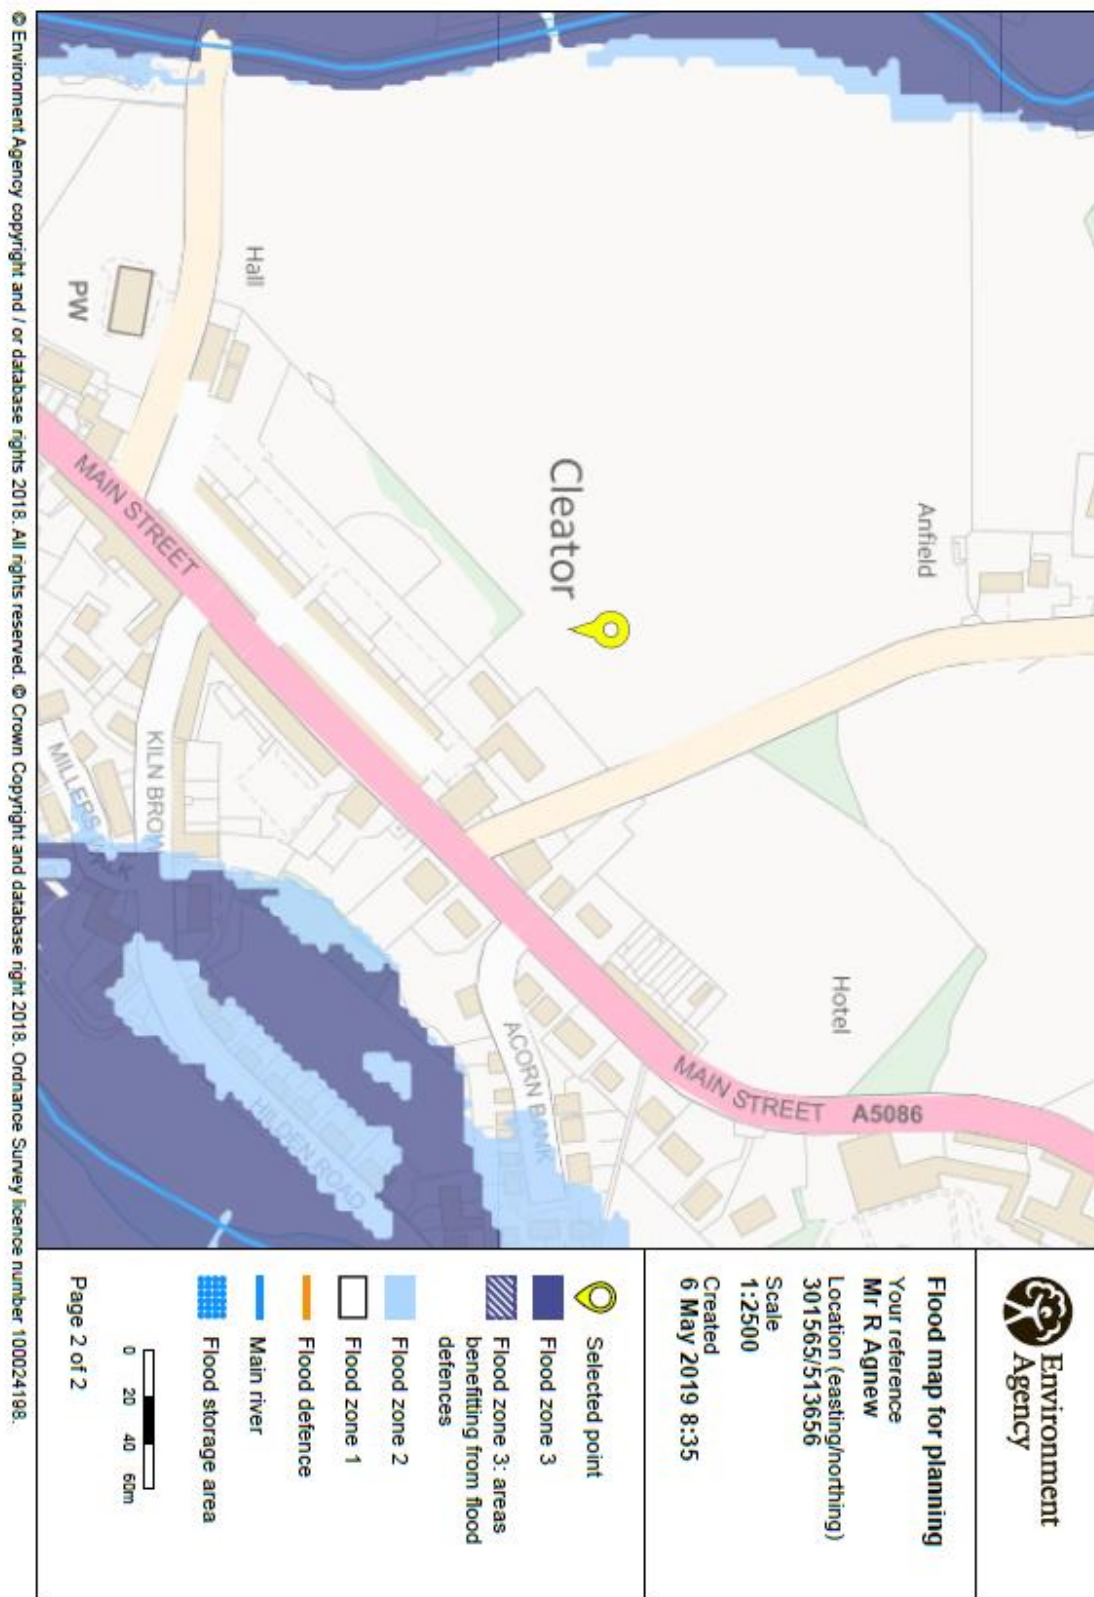 Environment
Agency
Flood map for planning
Your reference
Mr R Agnew
Location (easting/northing)
301565/513656
Scale
1:2500
Created
6 May 2019 8:35
Selected point
Flood zone 3
Flood zone 3: areas
benefitting from flood
defences
Flood zone 2
Flood zone 1
Flood defence
Main river
Flood storage area
0 20 40 60m
Page 2 of 2
Anfield
Cleator
Hall
PW
Hotel
MAIN STREET
MAIN STREET
A5086
KILN BROW
MILLERS WALK
ACORN BANK
HILDEN ROAD
© Environment Agency copyright and / or database rights 2018. All rights reserved. © Crown Copyright and database right 2018. Ordnance Survey licence number 100024198.